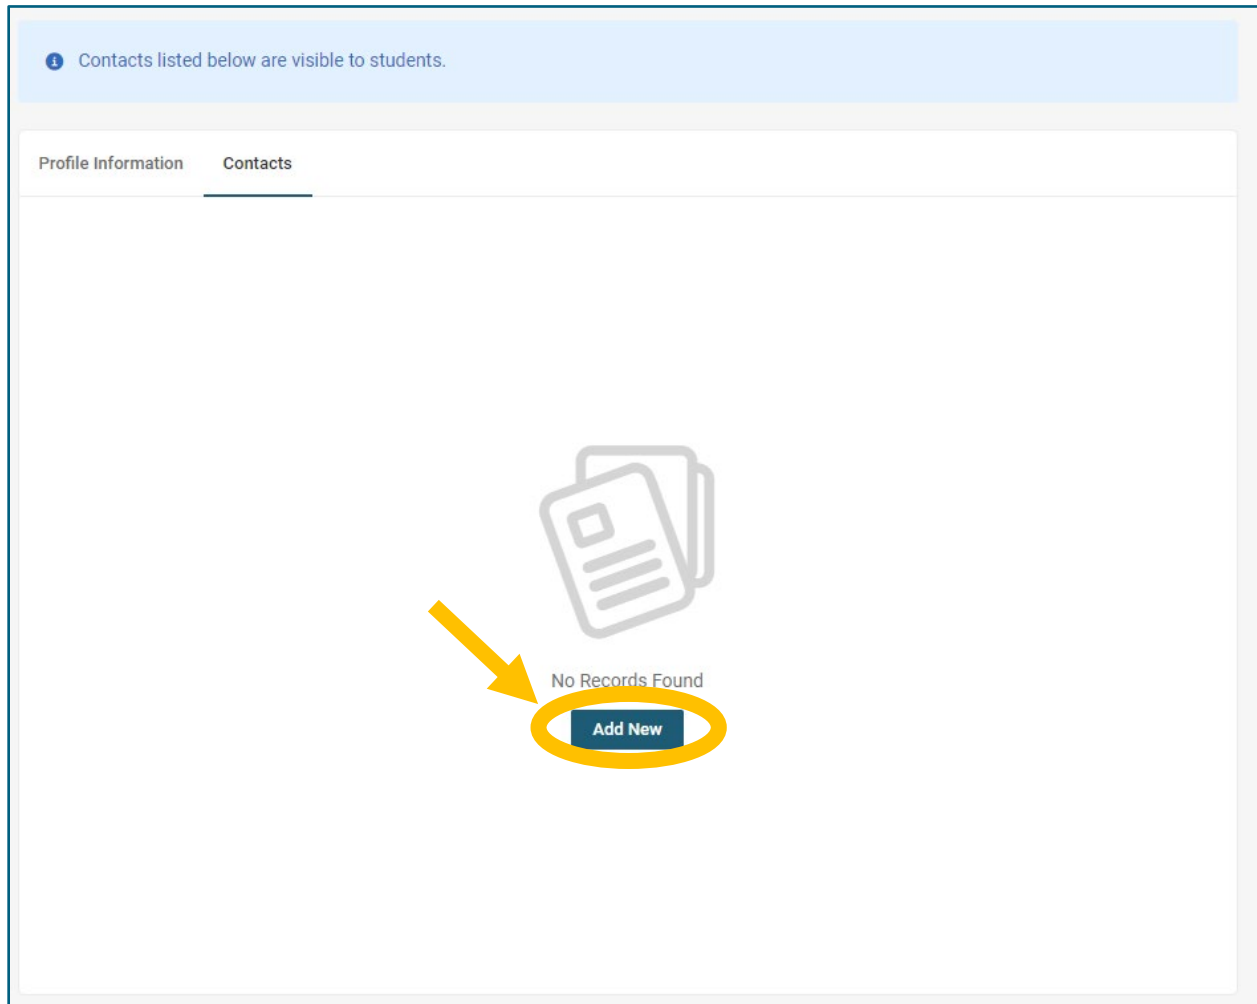 Contacts listed below are visible to students.
Profile Information Contacts
No Records Found
Add New